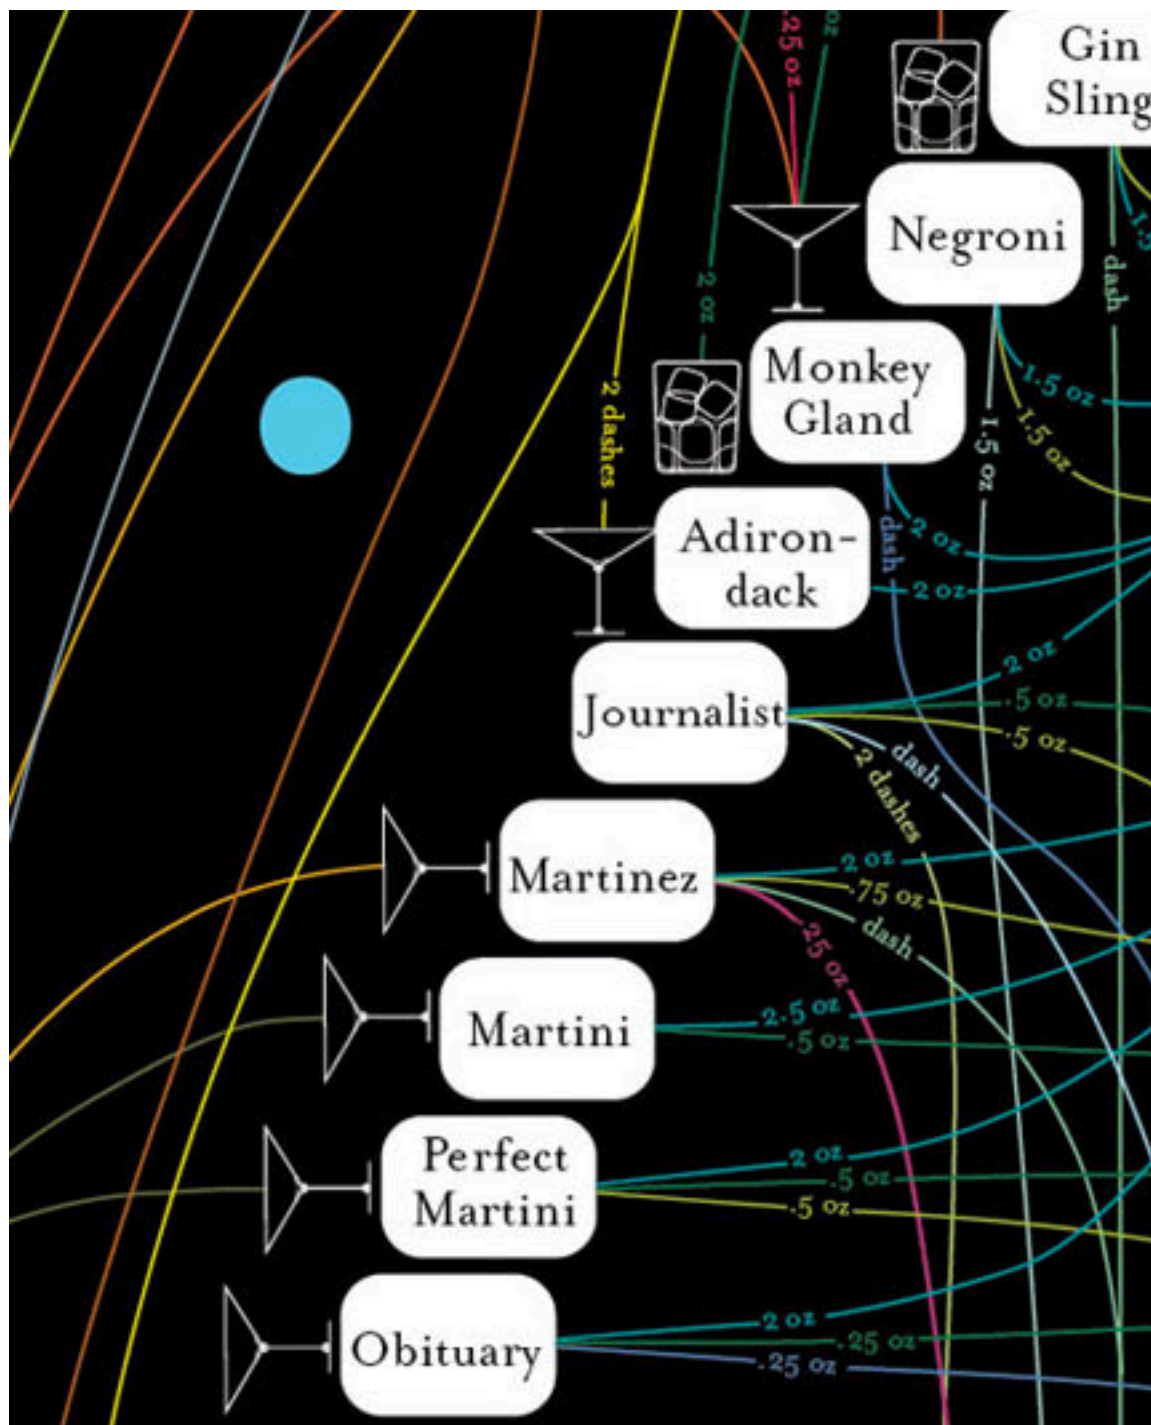 .25 oz
oz
Gin
Sling
1.5
dash
Negroni
2 oz
Monkey
Gland
1.5 oz
1.5 oz
1.5 oz
2 dashes
dash
2 oz
Adiron-
dack
2 oz
Journalist
2 oz
.5 oz
.5 oz
dash
2 dashes
Martinez
2 oz
.75 oz
dash
.25 oz
Martini
2.5 oz
.5 oz
Perfect
Martini
2 oz
.5 oz
.5 oz
Obituary
2 oz
.25 oz
.25 oz